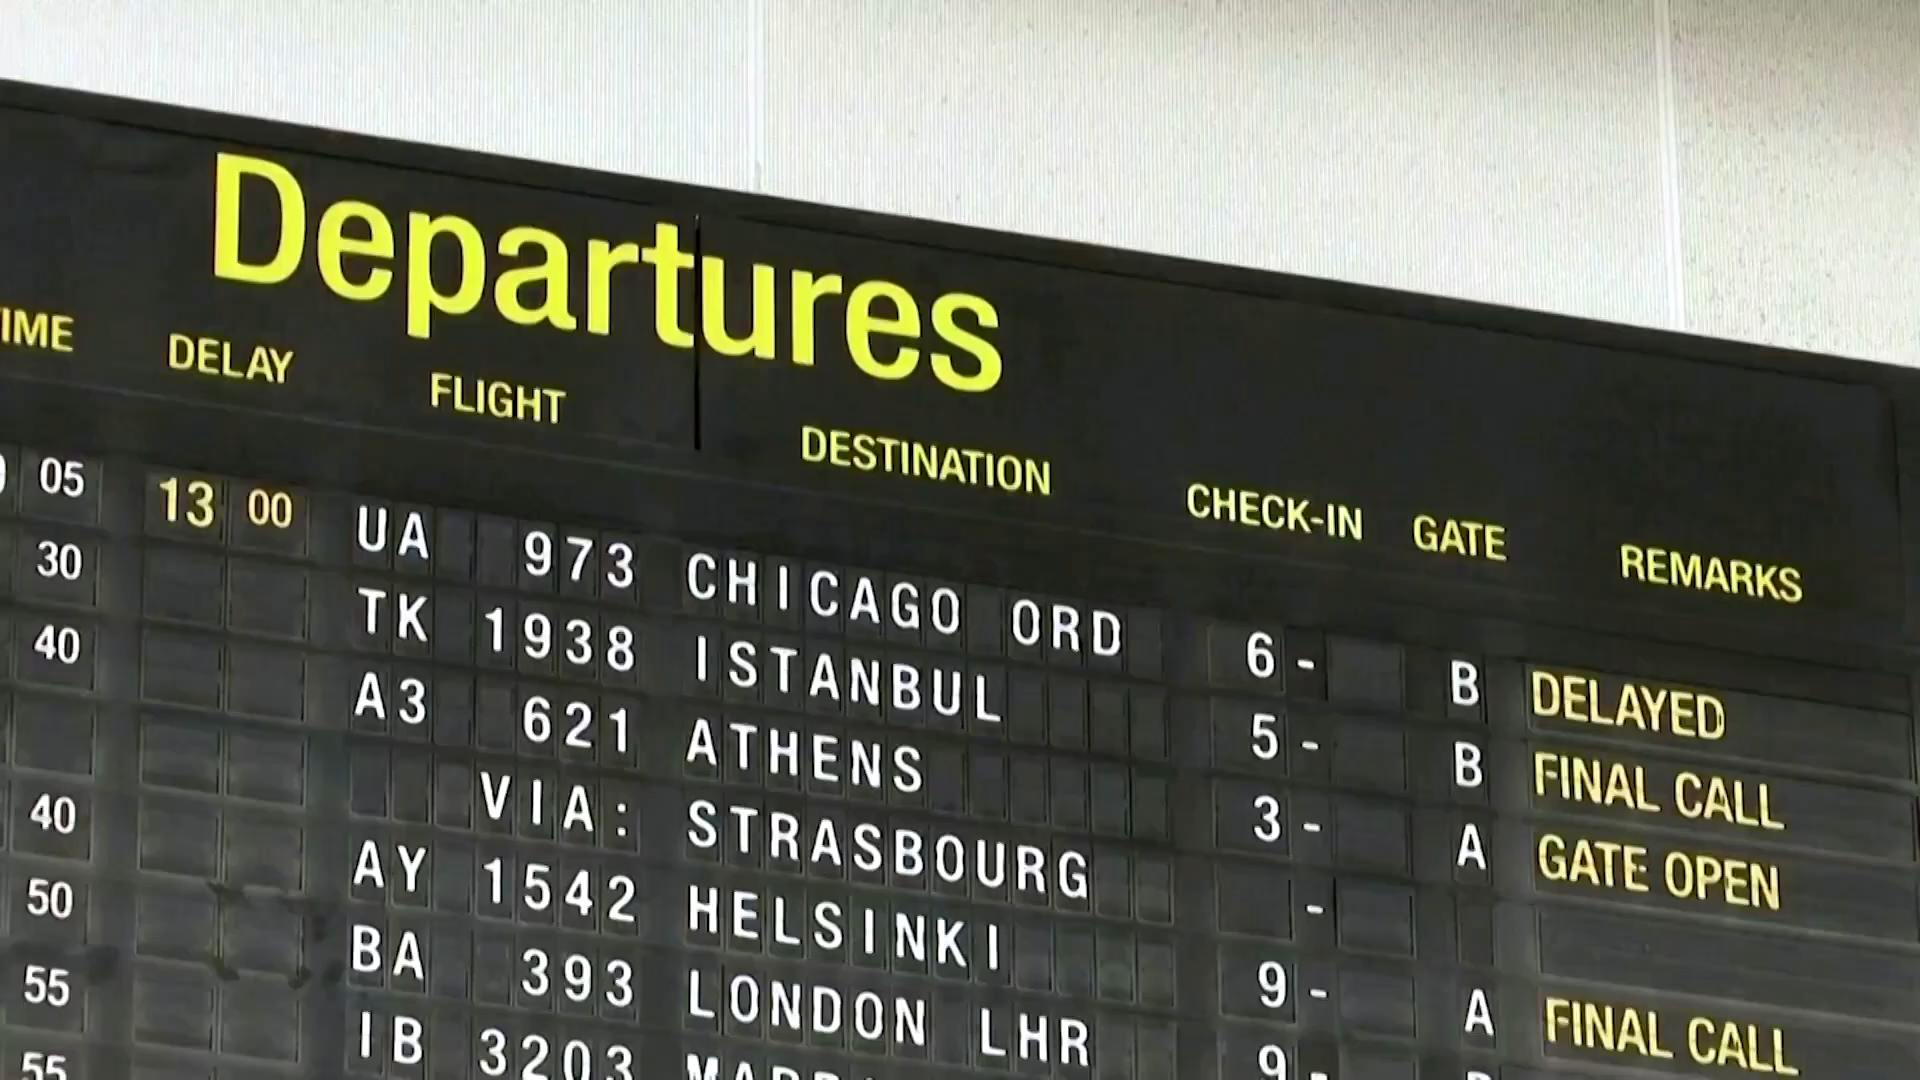 Departures
DELAY FLIGHT DESTINATION CHECK-IN GATE REMARKS
05 13 00 UA 973 CHICAGO ORD 6 - B DELAYED
30 TK 1938 ISTANBUL 5 - B FINAL CALL
40 A3 621 ATHENS 3 - A GATE OPEN
VIA: STRASBOURG -
40 AY 1542 HELSINKI 9 - A FINAL CALL
50 BA 393 LONDON LHR 9 -
55 IB 3203
55